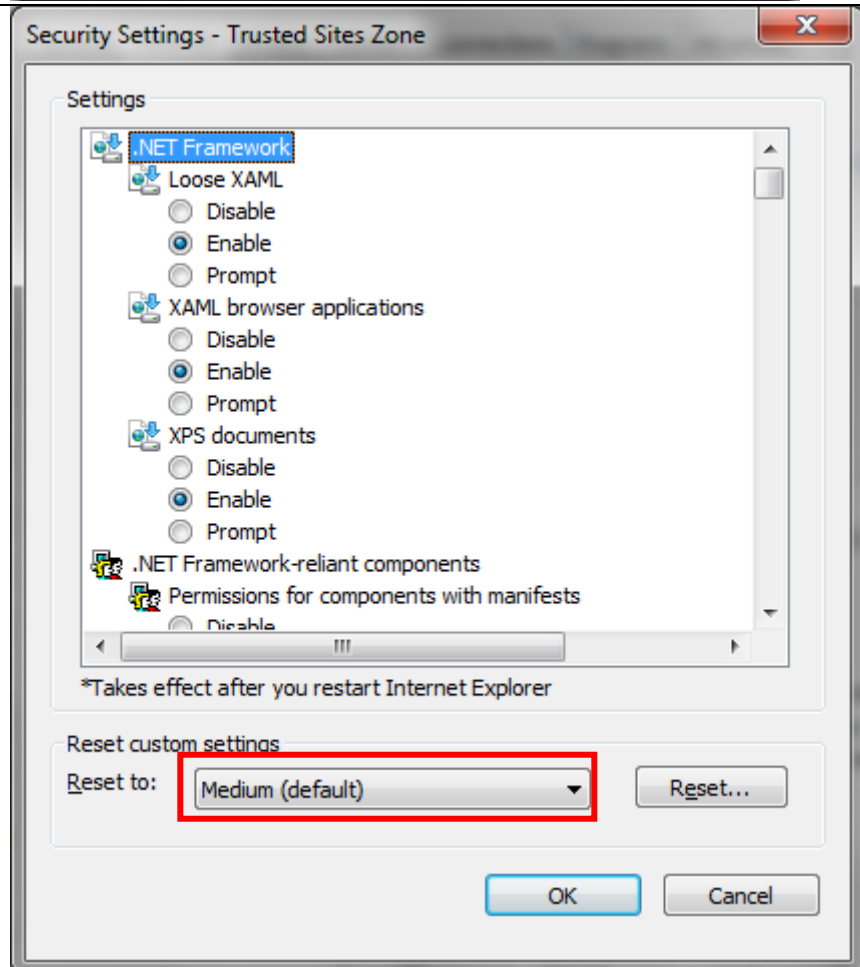 Security Settings - Trusted Sites Zone
Settings
.NET Framework
Loose XAML
Disable
Enable
Prompt
XAML browser applications
Disable
Enable
Prompt
XPS documents
Disable
Enable
Prompt
.NET Framework-reliant components
Permissions for components with manifests
Disable
*Takes effect after you restart Internet Explorer
Reset custom settings
Reset to: Medium (default) Reset...
OK Cancel